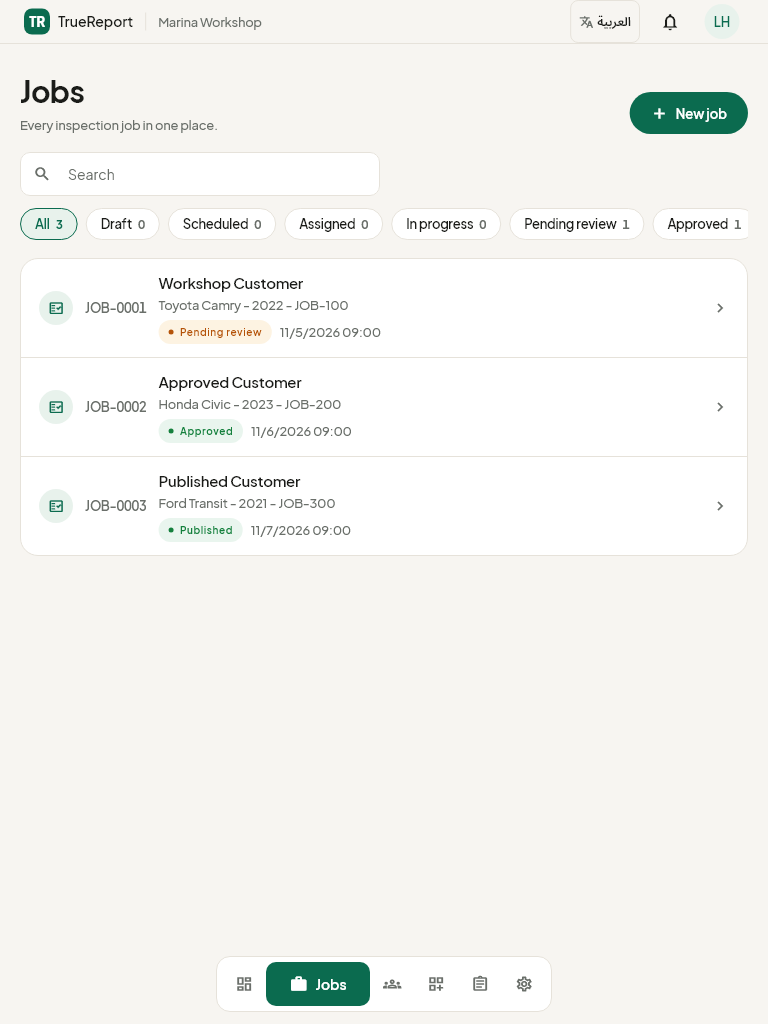 TR TrueReport Marina Workshop العربية LH
Jobs
Every inspection job in one place.
New job
Search
All 3 Draft 0 Scheduled 0 Assigned 0 In progress 0 Pending review 1 Approved 1
Workshop Customer
JOB-0001 Toyota Camry - 2022 - JOB-100
Pending review 11/5/2026 09:00
Approved Customer
JOB-0002 Honda Civic - 2023 - JOB-200
Approved 11/6/2026 09:00
Published Customer
JOB-0003 Ford Transit - 2021 - JOB-300
Published 11/7/2026 09:00
Jobs